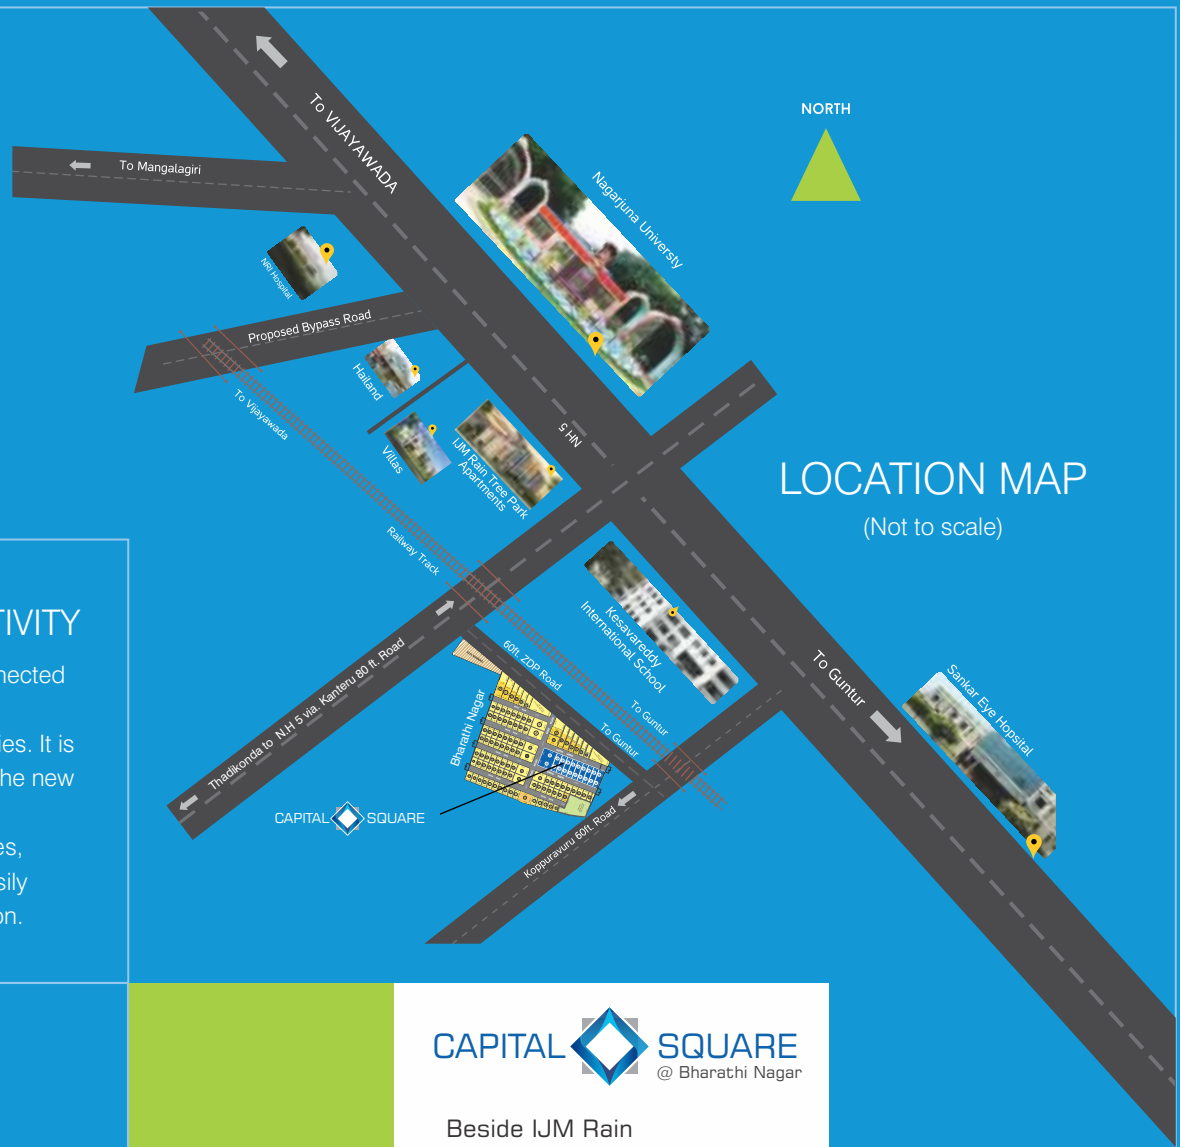 To VIJAYAWADA
NORTH
To Mangalagiri
Nagarjuna Universty
NRI Hospital
Proposed Bypass Road
Hailand
To Vijayawada
Villas
IJM Rain Tree Park
Apartments
NH 5
LOCATION MAP
(Not to scale)
Railway Track
Kesavareddy
International School
TIVITY
nected
ies. It is
he new
es,
sily
on.
60ft. ZDP Road
Thadikonda to N.H 5 via. Kanteru 80 ft. Road
Bharathi Nagar
To Guntur
To Guntur
To Guntur
Sankar Eye Hopsital
CAPITAL SQUARE
Koppuravuru 60ft. Road
CAPITAL SQUARE
@ Bharathi Nagar
Beside IJM Rain